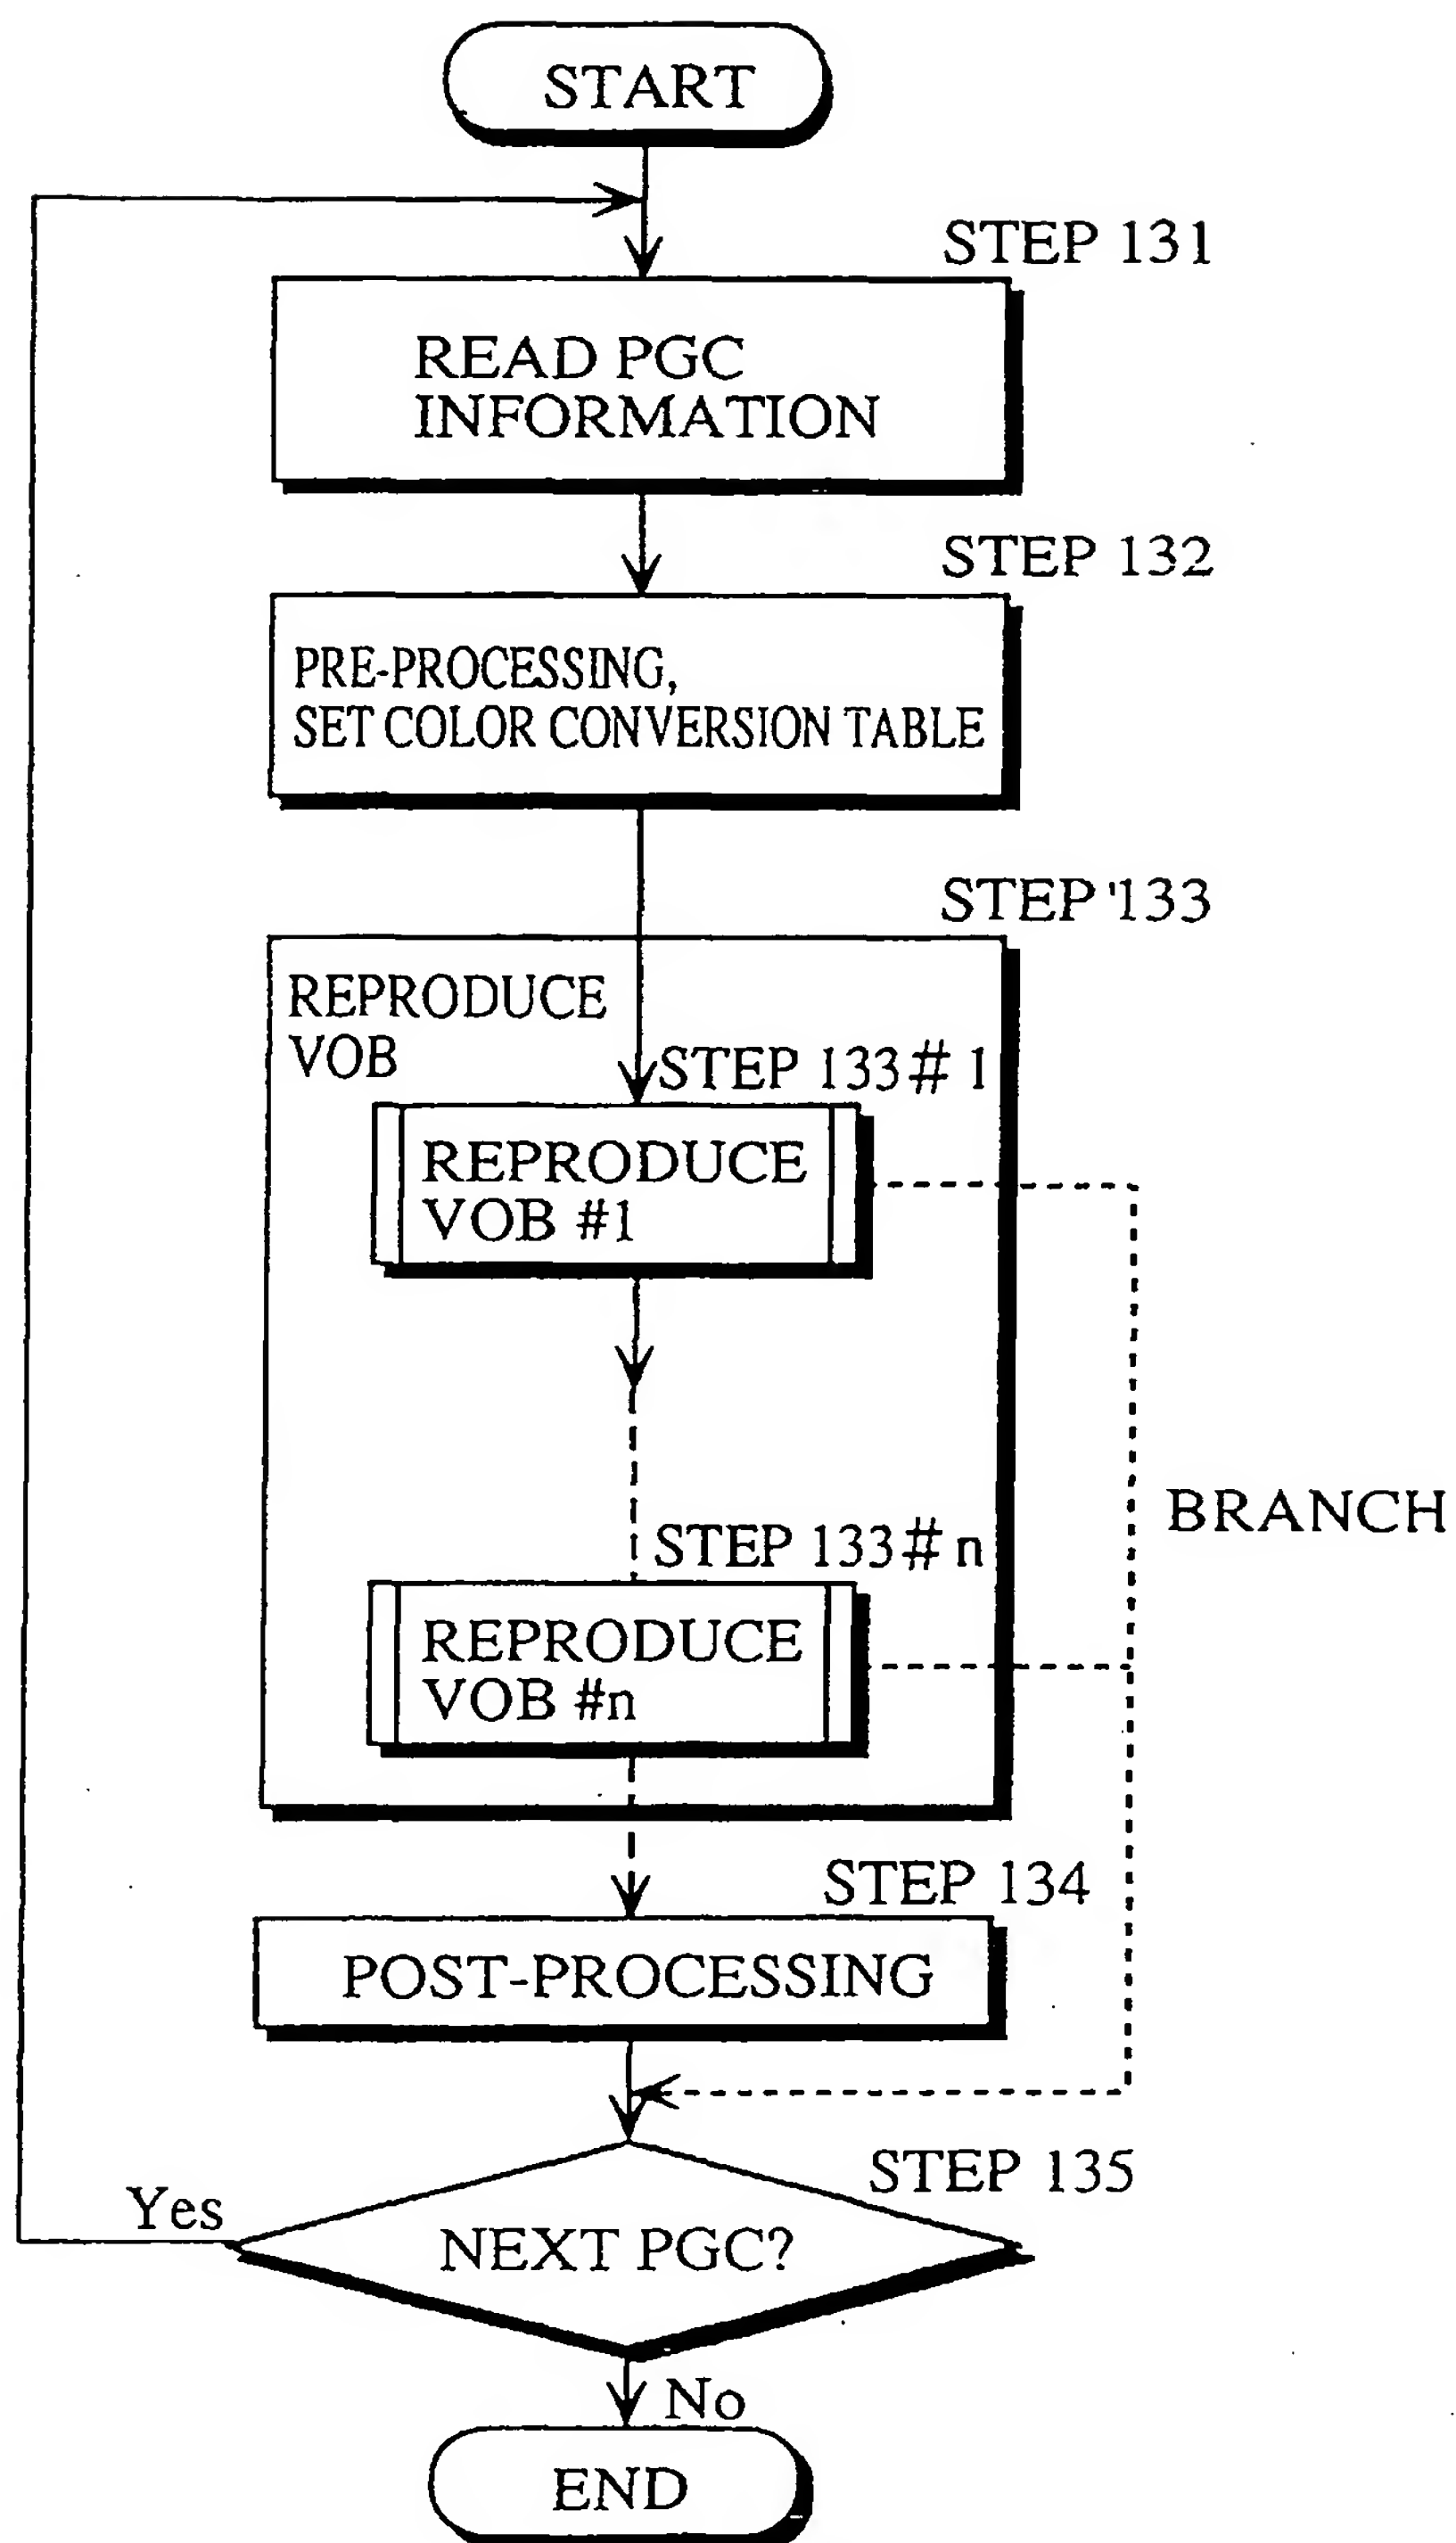 START
STEP 131
READ PGC
INFORMATION
STEP 132
PRE-PROCESSING,
SET COLOR CONVERSION TABLE
STEP 133
REPRODUCE
VOB
STEP 133# 1
REPRODUCE
VOB #1
BRANCH
STEP 133# n
REPRODUCE
VOB #n
STEP 134
POST-PROCESSING
STEP 135
Yes
NEXT PGC?
No
END